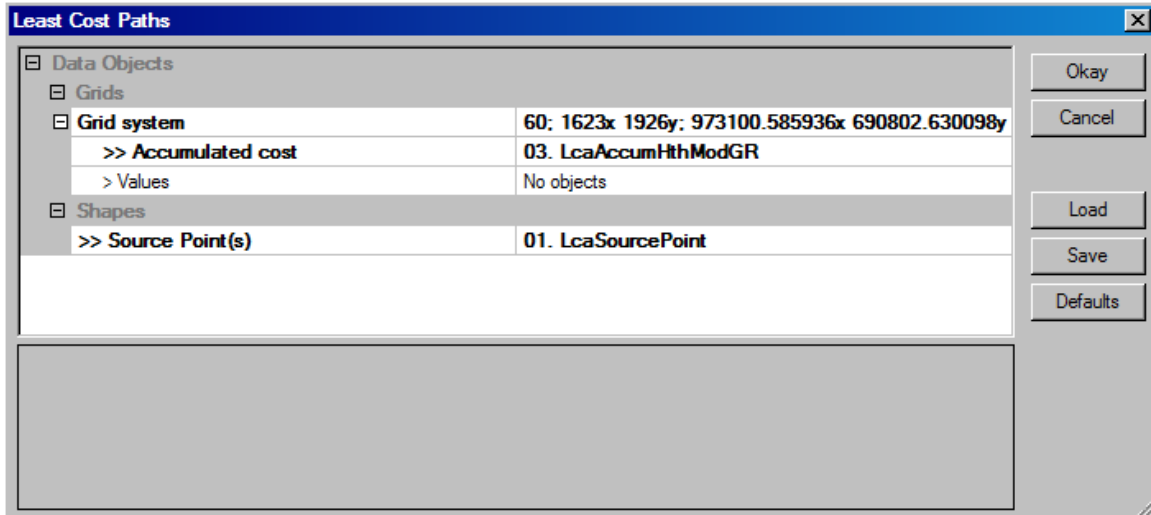 Least Cost Paths
Data Objects
Grids
Grid system 60; 1623x 1926y; 973100.585936x 690802.630098y
>> Accumulated cost 03. LcaAccumHthModGR
> Values No objects
Shapes
>> Source Point(s) 01. LcaSourcePoint
Okay
Cancel
Load
Save
Defaults